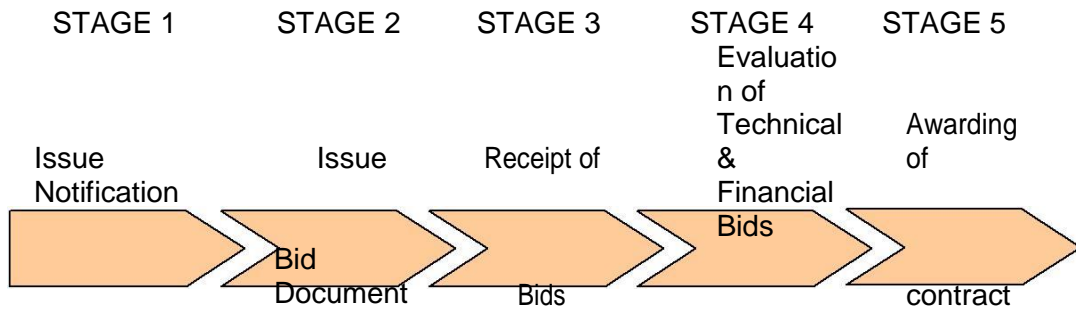 STAGE 1
STAGE 2
STAGE 3
STAGE 4
STAGE 5
Issue
Notification
Issue
Bid
Document
Receipt of
Bids
Evaluatio
n of
Technical
&
Financial
Bids
Awarding
of
contract